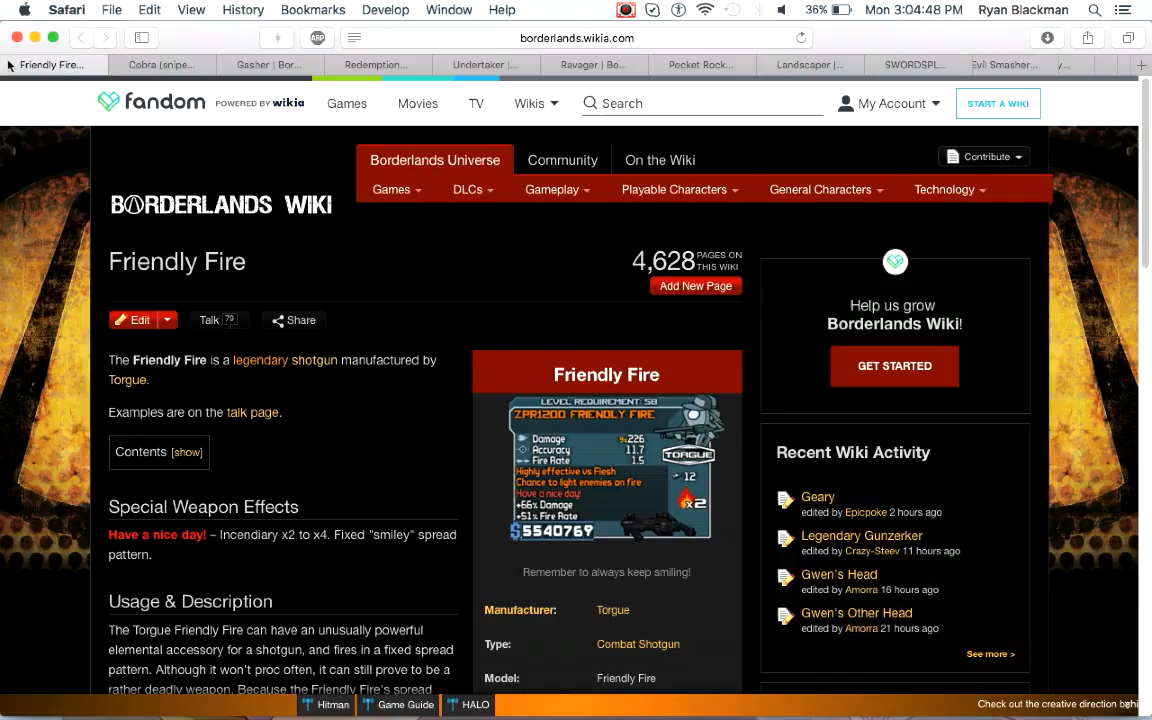 Safari File Edit View History Bookmarks Develop Window Help 36% Mon 3:04:48 PM Ryan Blackman
ABP borderlands.wikia.com
Friendly Fire... Cobra (snipe... Gasher | Bor... Redemption... Undertaker |... Ravager | Bo... Pocket Rock... Landscaper |... SWORDSPL... Evil Smasher...
fandom POWERED BY wikia Games Movies TV Wikis Search My Account START A WIKI
Borderlands Universe Community On the Wiki Contribute
Games DLCs Gameplay Playable Characters General Characters Technology
BORDERLANDS WIKI
Friendly Fire 4,628 PAGES ON THIS WIKI
Add New Page
Edit Talk 79 Share
The Friendly Fire is a legendary shotgun manufactured by
Torgue.
Examples are on the talk page.
Contents [show]
Special Weapon Effects
Have a nice day! – Incendiary x2 to x4. Fixed "smiley" spread
pattern.
Usage & Description
The Torgue Friendly Fire can have an unusually powerful
elemental accessory for a shotgun, and fires in a fixed spread
pattern. Although it won't proc often, it can still prove to be a
rather deadly weapon. Because the Friendly Fire's spread
Friendly Fire
LEVEL REQUIREMENT: 58
ZPR1200 FRIENDLY FIRE
Damage 9x226
Accuracy 11.7
Fire Rate 1.5
TORGUE
12
Highly effective vs Flesh
Chance to light enemies on fire
Have a nice day!
+66% Damage
+51% Fire Rate
x2
$5540769
Remember to always keep smiling!
Manufacturer: Torgue
Type: Combat Shotgun
Model: Friendly Fire
Help us grow
Borderlands Wiki!
GET STARTED
Recent Wiki Activity
Geary
edited by Epicpoke 2 hours ago
Legendary Gunzerker
edited by Crazy-Steev 11 hours ago
Gwen's Head
edited by Amorra 16 hours ago
Gwen's Other Head
edited by Amorra 21 hours ago
See more >
Hitman Game Guide HALO Check out the creative direction